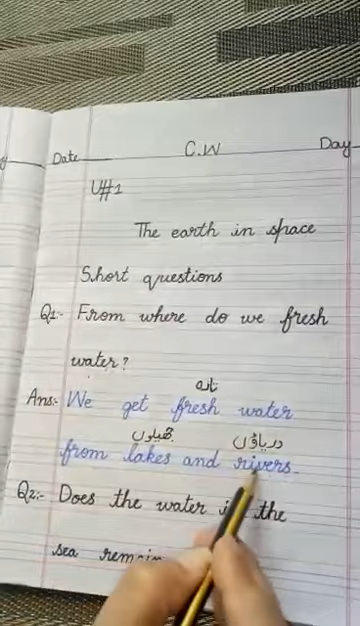 Date C.W Day
U#1
The earth in space
Short questions
Q1:- From where do we fresh
water?
تازہ
Ans:- We get fresh water
جھیلوں دریاؤں
from lakes and rivers.
Q2:- Does the water the
sea remain